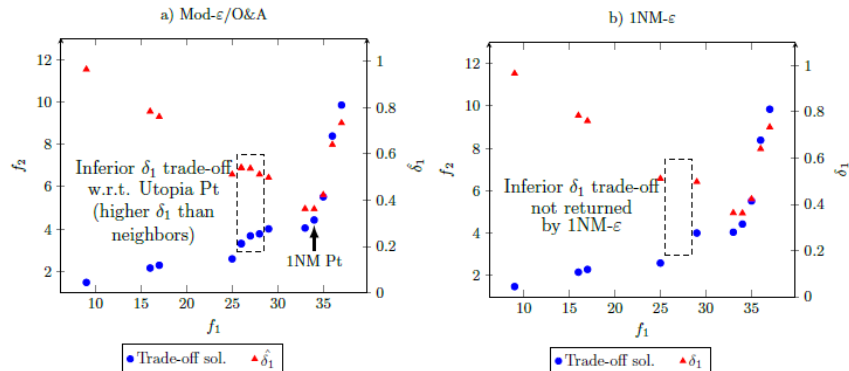 a) Mod-ε/O&A
12
10
8
6
4
2
f₂
1
0.8
0.6
0.4
0.2
0
δ̂₁
Inferior δ₁ trade-off
w.r.t. Utopia Pt
(higher δ₁ than
neighbors)
1NM Pt
10 15 20 25 30 35
f₁
Trade-off sol. δ̂₁
b) 1NM-ε
12
10
8
6
4
2
f₂
1
0.8
0.6
0.4
0.2
0
δ₁
Inferior δ₁ trade-off
not returned
by 1NM-ε
10 15 20 25 30 35
f₁
Trade-off sol. δ₁